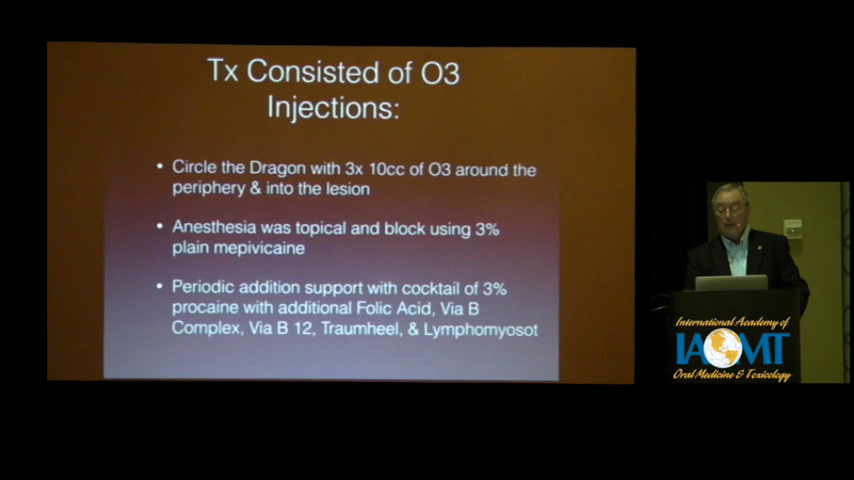 Tx Consisted of O3
Injections:
• Circle the Dragon with 3x 10cc of O3 around the
periphery & into the lesion
• Anesthesia was topical and block using 3%
plain mepivicaine
• Periodic addition support with cocktail of 3%
procaine with additional Folic Acid, Via B
Complex, Via B 12, Traumheel, & Lymphomyosot
International Academy of
IAOMT
Oral Medicine & Toxicology